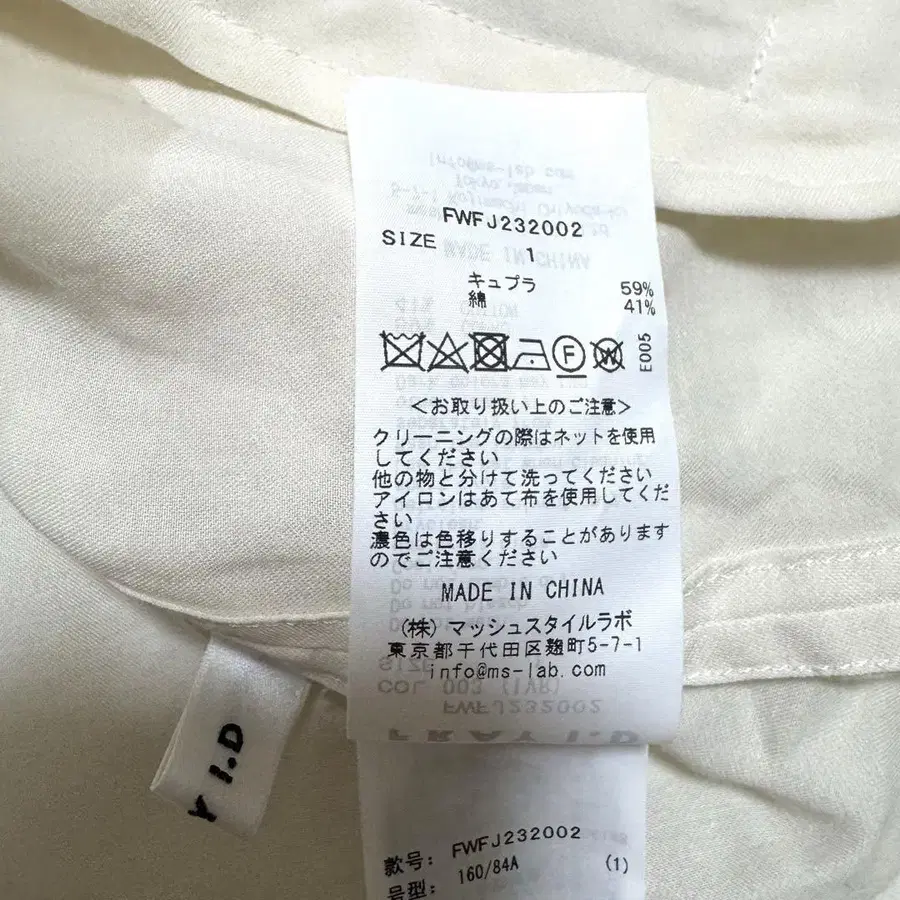 FWFJ232002
SIZE 1
キュプラ 59%
綿 41%
E005
＜お取り扱い上のご注意＞
クリーニングの際はネットを使用
してください
他の物と分けて洗ってください
アイロンはあて布を使用してくだ
さい
濃色は色移りすることがあります
のでご注意ください
MADE IN CHINA
(株) マッシュスタイルラボ
東京都千代田区麹町5-7-1
info@ms-lab.com
Y I.D
款号: FWFJ232002
号型: 160/84A (1)